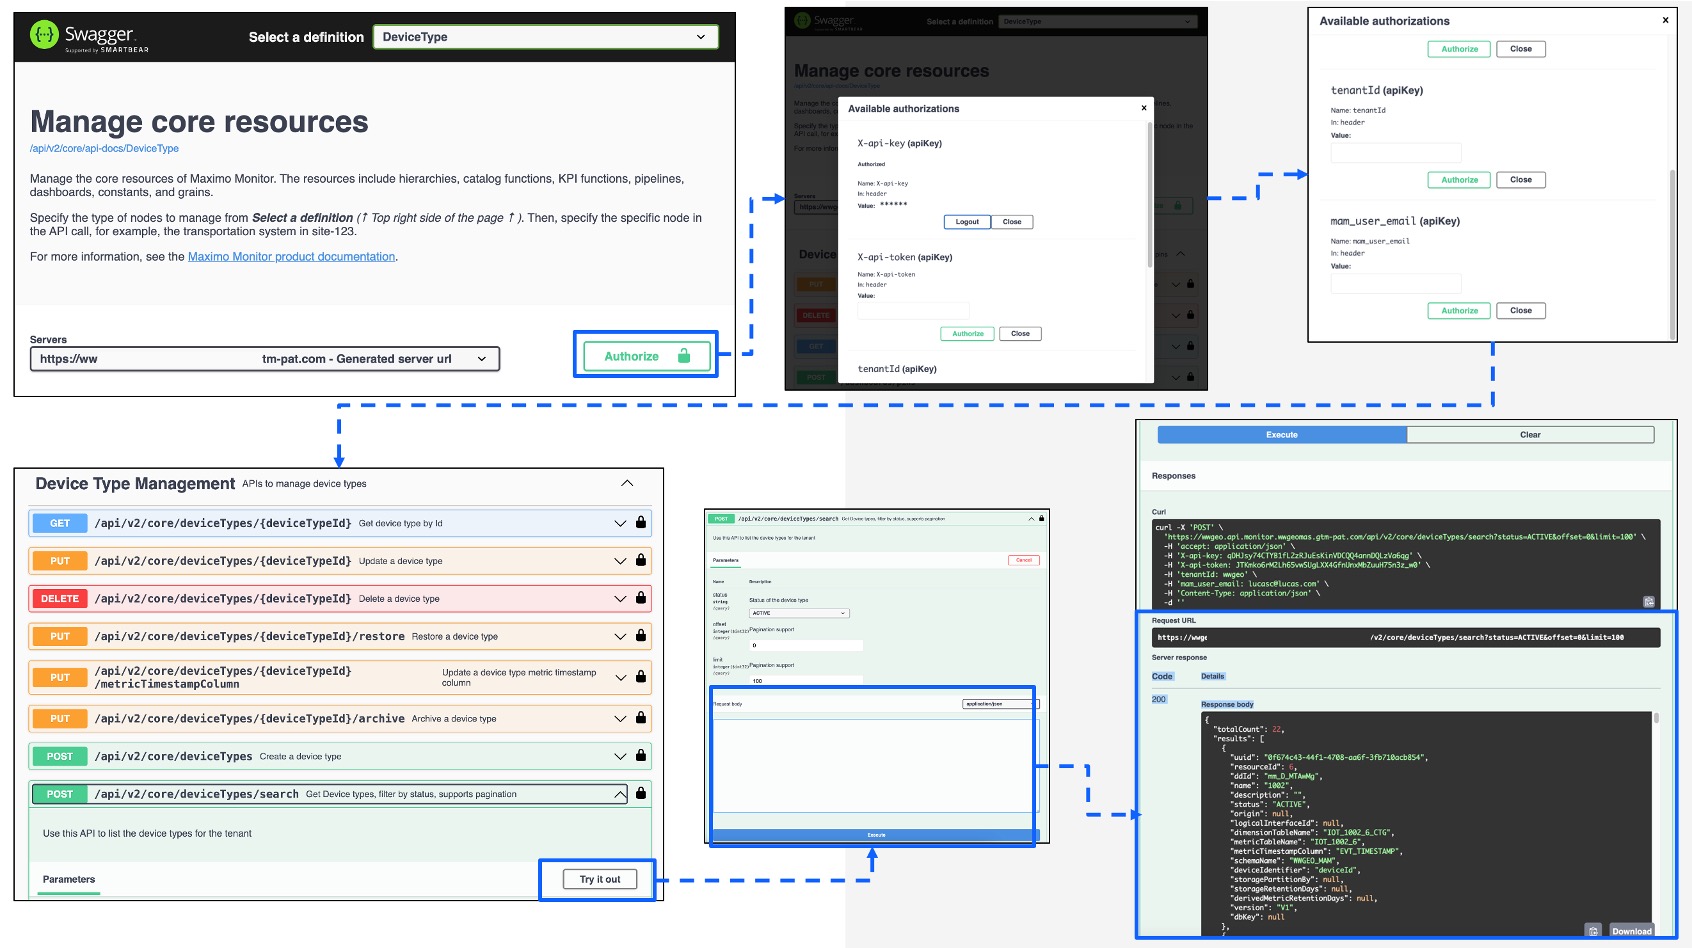 Swagger.
Supported by SMARTBEAR
Select a definition
DeviceType
Manage core resources
/api/v2/core/api-docs/DeviceType
Manage the core resources of Maximo Monitor. The resources include hierarchies, catalog functions, KPI functions, pipelines,
dashboards, constants, and grains.
Specify the type of nodes to manage from Select a definition (↑ Top right side of the page ↑ ). Then, specify the specific node in
the API call, for example, the transportation system in site-123.
For more information, see the Maximo Monitor product documentation.
Servers
https://ww tm-pat.com - Generated server url
Authorize
Swagger.
Select a definition
DeviceType
Manage core resources
Available authorizations
×
X-api-key (apiKey)
Authorized
Name: X-api-key
In: header
Value: ******
Logout
Close
X-api-token (apiKey)
Name: X-api-token
In: header
Value:
Authorize
Close
tenantId (apiKey)
Servers
Device
PUT
DELETE
GET
POST
Available authorizations
×
Authorize
Close
tenantId (apiKey)
Name: tenantId
In: header
Value:
Authorize
Close
mam_user_email (apiKey)
Name: mam_user_email
In: header
Value:
Authorize
Close
Device Type Management APIs to manage device types
GET /api/v2/core/deviceTypes/{deviceTypeId} Get device type by Id
PUT /api/v2/core/deviceTypes/{deviceTypeId} Update a device type
DELETE /api/v2/core/deviceTypes/{deviceTypeId} Delete a device type
PUT /api/v2/core/deviceTypes/{deviceTypeId}/restore Restore a device type
PUT /api/v2/core/deviceTypes/{deviceTypeId}
/metricTimestampColumn
Update a device type metric timestamp
column
PUT /api/v2/core/deviceTypes/{deviceTypeId}/archive Archive a device type
POST /api/v2/core/deviceTypes Create a device type
POST /api/v2/core/deviceTypes/search Get Device types, filter by status, supports pagination
Use this API to list the device types for the tenant
Parameters
Try it out
POST /api/v2/core/deviceTypes/search Get Device types, filter by status, supports pagination
Use this API to list the device types for the tenant
Parameters
Cancel
Name Description
status
string
(query)
Status of the device type
ACTIVE
offset
integer($int32)
(query)
Pagination support
0
limit
integer($int32)
(query)
Pagination support
100
Request body
application/json
Execute
Execute
Clear
Responses
Curl
curl -X 'POST' \
'https://wwgeo.api.monitor.wwgeomas.gtm-pat.com/api/v2/core/deviceTypes/search?status=ACTIVE&offset=0&limit=100' \
-H 'accept: application/json' \
-H 'X-api-key: qDHJsy74CTYB1fLZzRJuEsKinVDCQQ4annDQLzVa6qg' \
-H 'X-api-token: JTKmko6rM2Lh65vwSUgLXX4GfnUnxMbZuuH7Sn3z_w0' \
-H 'tenantId: wwgeo' \
-H 'mam_user_email: lucasc@lucas.com' \
-H 'Content-Type: application/json' \
-d ''
Request URL
https://wwge /v2/core/deviceTypes/search?status=ACTIVE&offset=0&limit=100
Server response
Code Details
200
Response body
{
"totalCount": 22,
"results": [
{
"uuid": "0f674c43-44f1-4708-aa6f-3fb710acb854",
"resourceId": 6,
"ddId": "mm_D_MTAwMg",
"name": "1002",
"description": "",
"status": "ACTIVE",
"origin": null,
"logicalInterfaceId": null,
"dimensionTableName": "IOT_1002_6_CTG",
"metricTableName": "IOT_1002_6",
"metricTimestampColumn": "EVT_TIMESTAMP",
"schemaName": "WWGEO_MAM",
"deviceIdentifier": "deviceId",
"storagePartitionBy": null,
"storageRetentionDays": null,
"derivedMetricRetentionDays": null,
"version": "V1",
"dbKey": null
},
{
Download